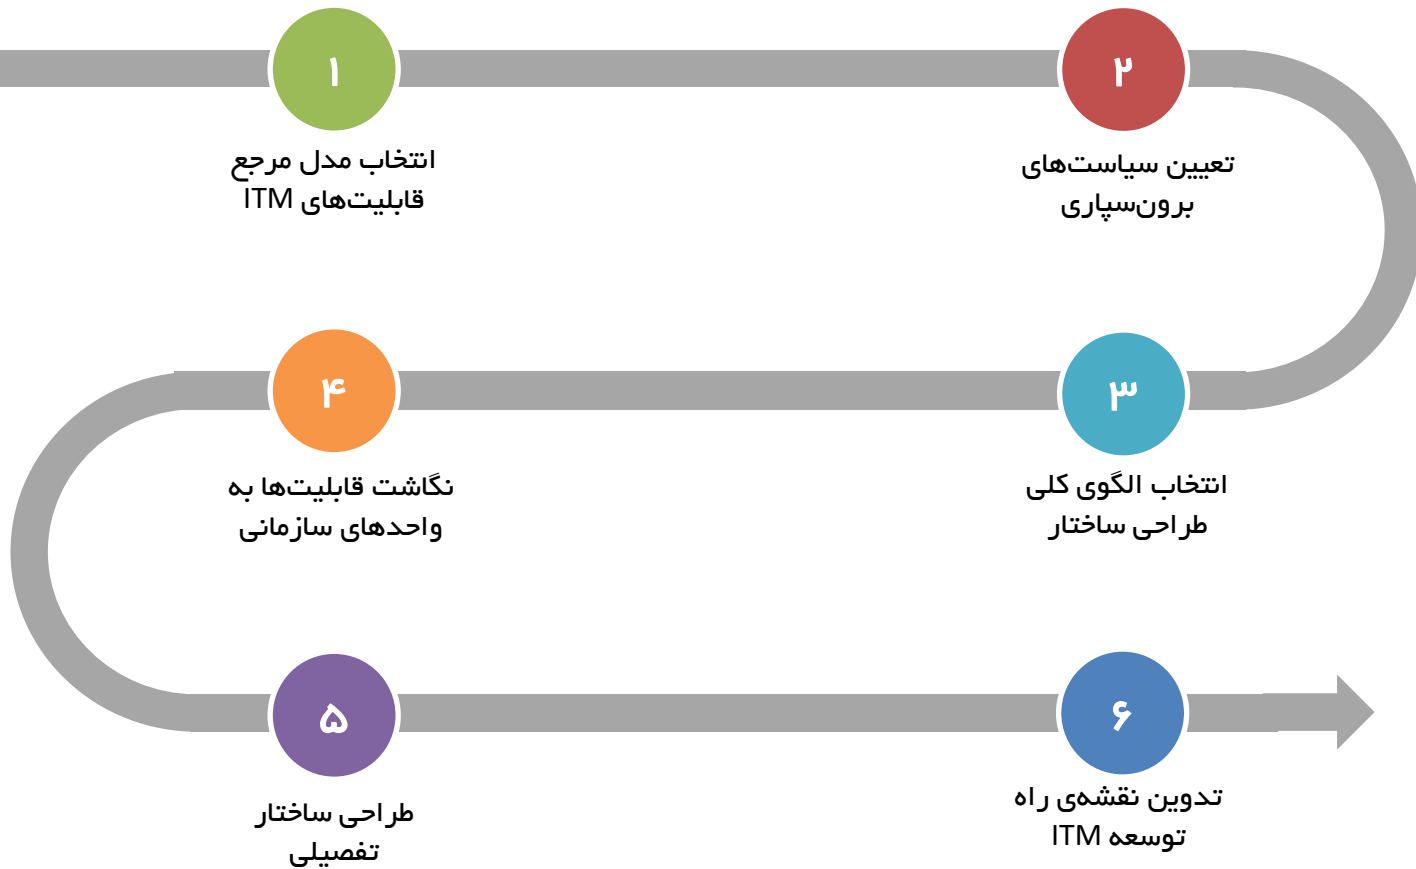 ۱
انتخاب مدل مرجع
قابلیت‌های ITM
۲
تعیین سیاست‌های
برون‌سپاری
۳
انتخاب الگوی کلی
طراحی ساختار
۴
نگاشت قابلیت‌ها به
واحدهای سازمانی
۵
طراحی ساختار
تفصیلی
۶
تدوین نقشه‌ی راه
توسعه ITM